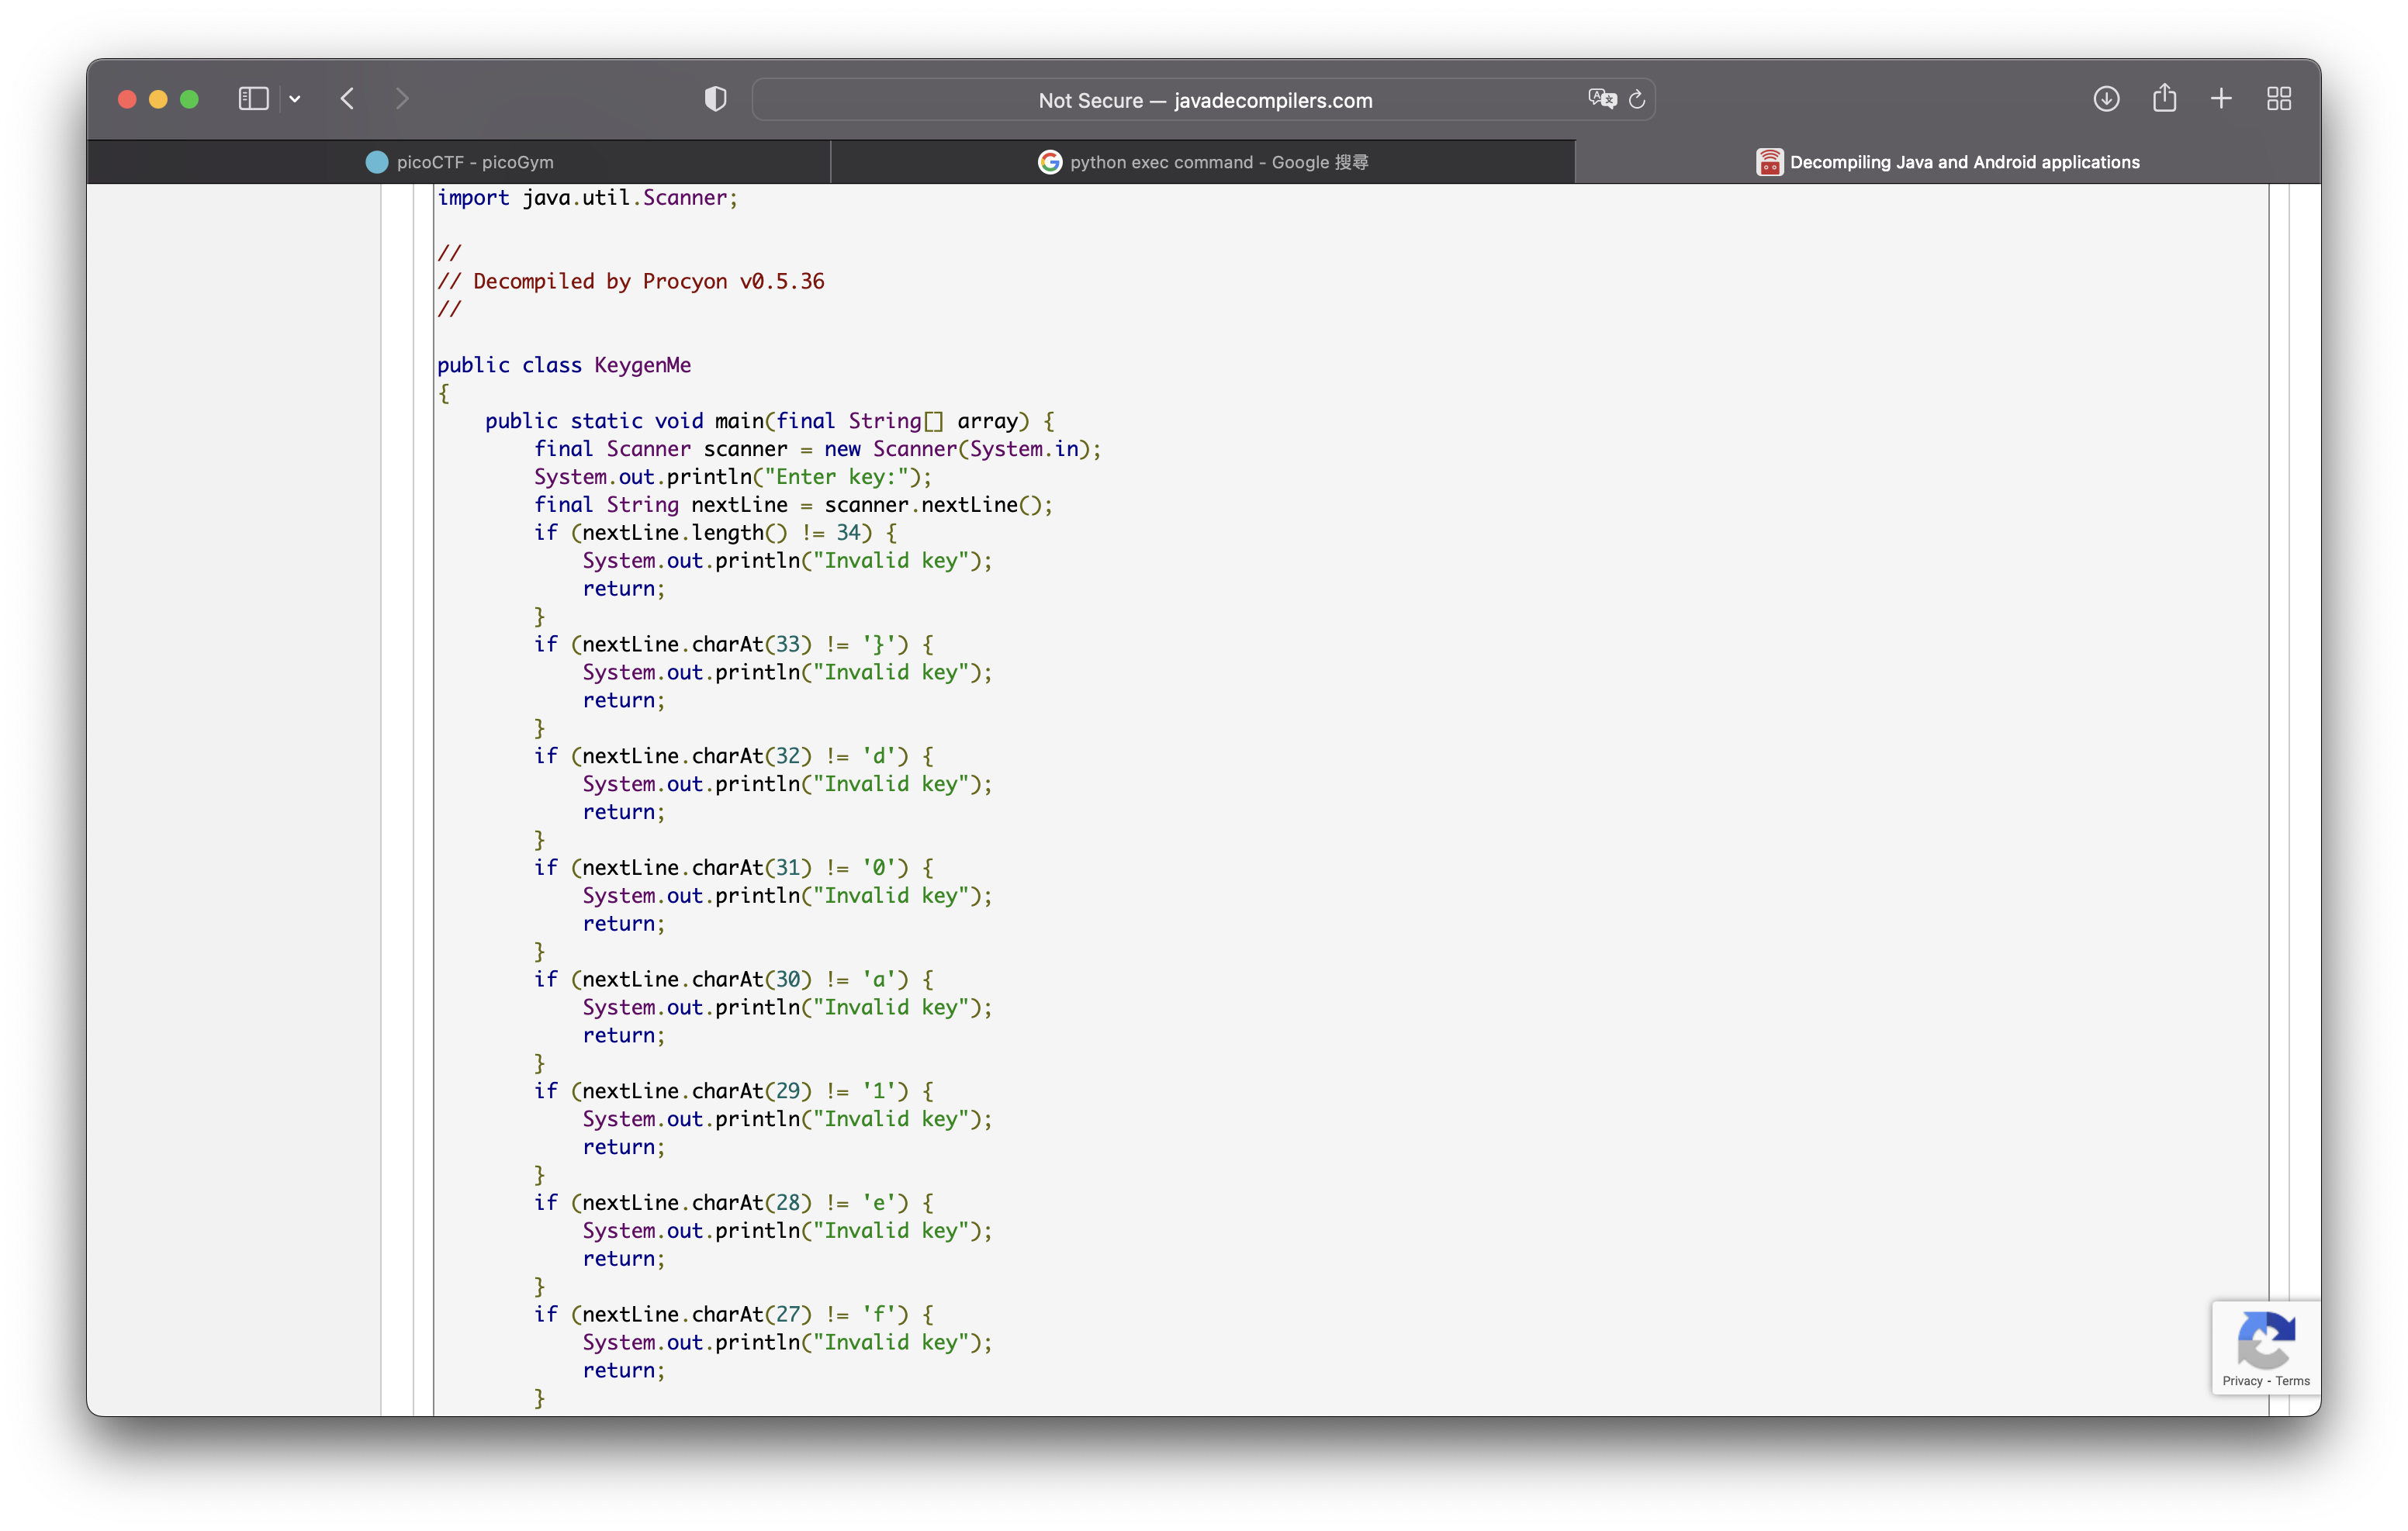 Not Secure — javadecompilers.com
picoCTF - picoGym
python exec command - Google 搜尋
Decompiling Java and Android applications
import java.util.Scanner;
//
// Decompiled by Procyon v0.5.36
//
public class KeygenMe
{
    public static void main(final String[] array) {
        final Scanner scanner = new Scanner(System.in);
        System.out.println("Enter key:");
        final String nextLine = scanner.nextLine();
        if (nextLine.length() != 34) {
            System.out.println("Invalid key");
            return;
        }
        if (nextLine.charAt(33) != '}') {
            System.out.println("Invalid key");
            return;
        }
        if (nextLine.charAt(32) != 'd') {
            System.out.println("Invalid key");
            return;
        }
        if (nextLine.charAt(31) != '0') {
            System.out.println("Invalid key");
            return;
        }
        if (nextLine.charAt(30) != 'a') {
            System.out.println("Invalid key");
            return;
        }
        if (nextLine.charAt(29) != '1') {
            System.out.println("Invalid key");
            return;
        }
        if (nextLine.charAt(28) != 'e') {
            System.out.println("Invalid key");
            return;
        }
        if (nextLine.charAt(27) != 'f') {
            System.out.println("Invalid key");
            return;
        }
Privacy - Terms